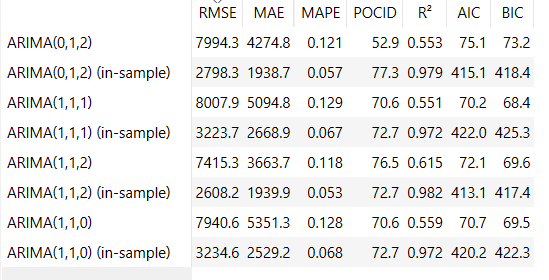 RMSE MAE MAPE POCID R² AIC BIC
ARIMA(0,1,2) 7994.3 4274.8 0.121 52.9 0.553 75.1 73.2
ARIMA(0,1,2) (in-sample) 2798.3 1938.7 0.057 77.3 0.979 415.1 418.4
ARIMA(1,1,1) 8007.9 5094.8 0.129 70.6 0.551 70.2 68.4
ARIMA(1,1,1) (in-sample) 3223.7 2668.9 0.067 72.7 0.972 422.0 425.3
ARIMA(1,1,2) 7415.3 3663.7 0.118 76.5 0.615 72.1 69.6
ARIMA(1,1,2) (in-sample) 2608.2 1939.9 0.053 72.7 0.982 413.1 417.4
ARIMA(1,1,0) 7940.6 5351.3 0.128 70.6 0.559 70.7 69.5
ARIMA(1,1,0) (in-sample) 3234.6 2529.2 0.068 72.7 0.972 420.2 422.3